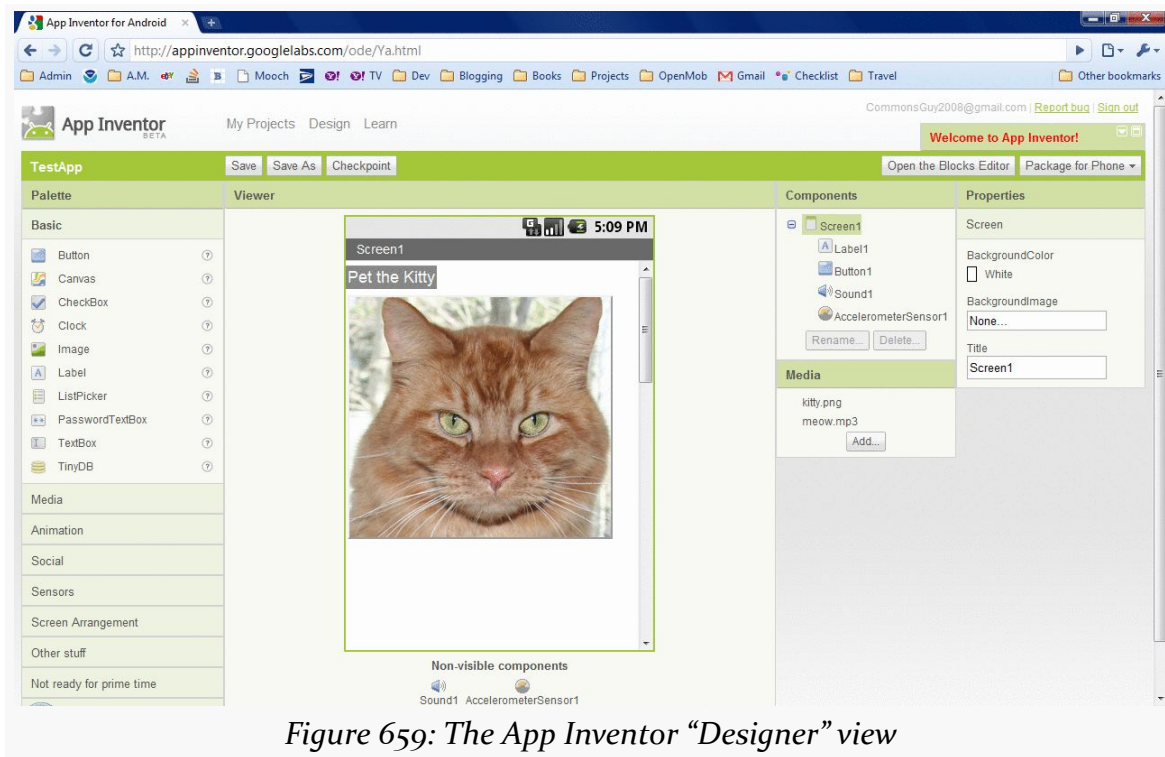 App Inventor for Android
http://appinventor.googlelabs.com/ode/Ya.html
Admin A.M. Mooch Y! Y! TV Dev Blogging Books Projects OpenMob Gmail Checklist Travel Other bookmarks
CommonsGuy2008@gmail.com | Report bug | Sign out
App Inventor
BETA
My Projects Design Learn
Welcome to App Inventor!
TestApp
Save Save As Checkpoint
Open the Blocks Editor Package for Phone
Palette
Basic
Button
Canvas
CheckBox
Clock
Image
Label
ListPicker
PasswordTextBox
TextBox
TinyDB
Media
Animation
Social
Sensors
Screen Arrangement
Other stuff
Not ready for prime time
Viewer
5:09 PM
Screen1
Pet the Kitty
Non-visible components
Sound1 AccelerometerSensor1
Components
Screen1
Label1
Button1
Sound1
AccelerometerSensor1
Rename... Delete...
Media
kitty.png
meow.mp3
Add...
Properties
Screen
BackgroundColor
White
BackgroundImage
None...
Title
Screen1
Figure 659: The App Inventor “Designer” view